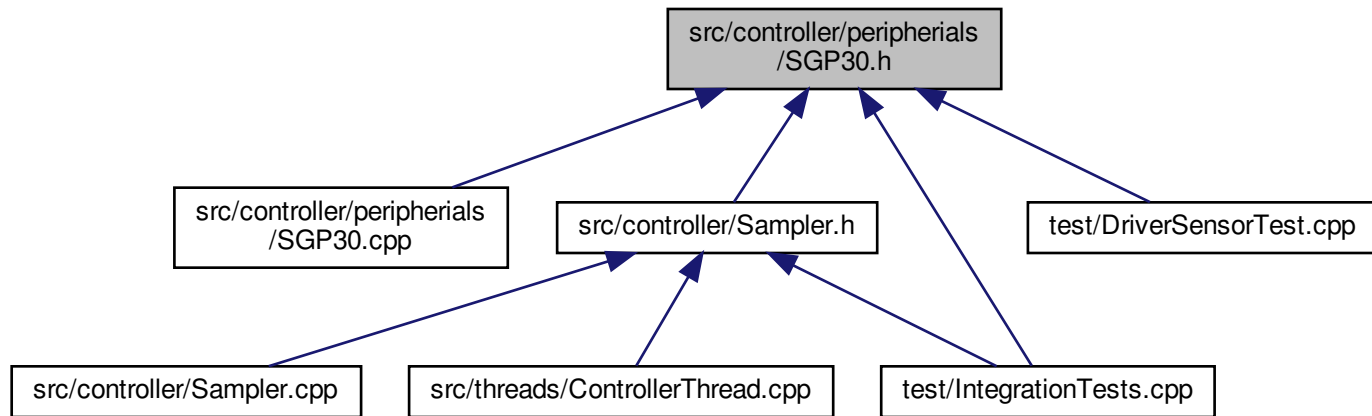 src/controller/peripherials
/SGP30.h
src/controller/peripherials
/SGP30.cpp
src/controller/Sampler.h
test/DriverSensorTest.cpp
src/controller/Sampler.cpp
src/threads/ControllerThread.cpp
test/IntegrationTests.cpp